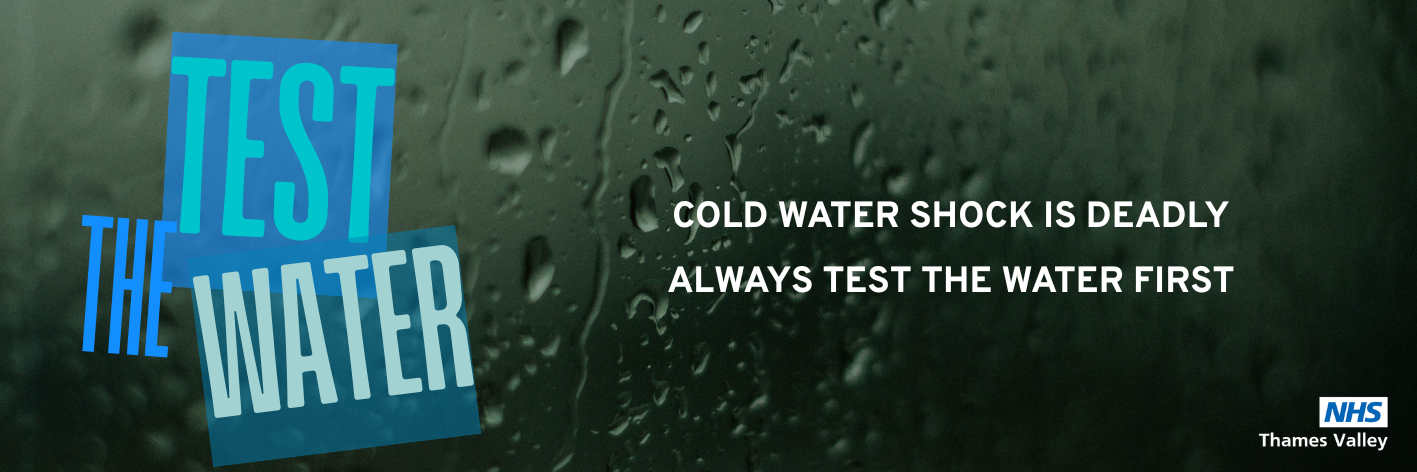 TEST
THE
WATER
COLD WATER SHOCK IS DEADLY
ALWAYS TEST THE WATER FIRST
NHS
Thames Valley